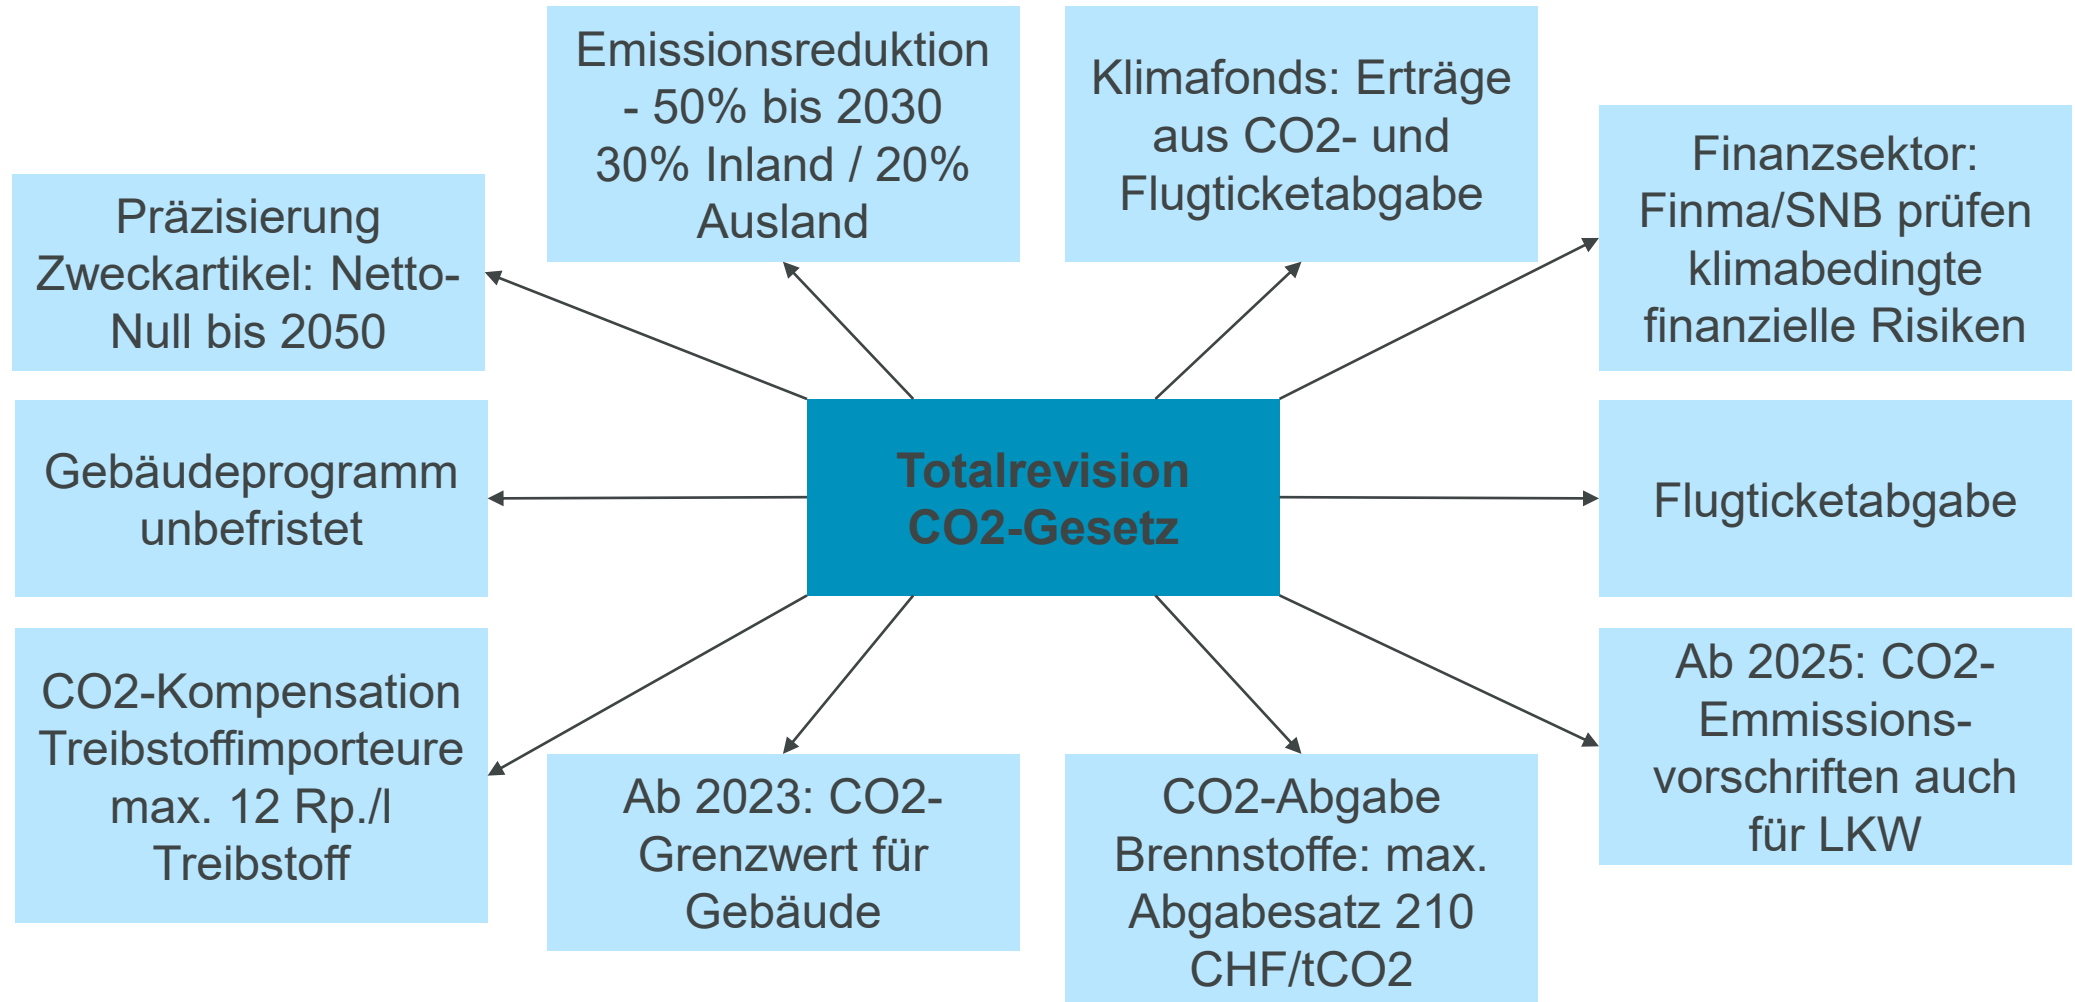 Emissionsreduktion
- 50% bis 2030
30% Inland / 20%
Ausland
Klimafonds: Erträge
aus CO2- und
Flugticketabgabe
Finanzsektor:
Finma/SNB prüfen
klimabedingte
finanzielle Risiken
Präzisierung
Zweckartikel: Netto-
Null bis 2050
Gebäudeprogramm
unbefristet
Totalrevision
CO2-Gesetz
Flugticketabgabe
CO2-Kompensation
Treibstoffimporteure
max. 12 Rp./l
Treibstoff
Ab 2023: CO2-
Grenzwert für
Gebäude
CO2-Abgabe
Brennstoffe: max.
Abgabesatz 210
CHF/tCO2
Ab 2025: CO2-
Emmissions-
vorschriften auch
für LKW